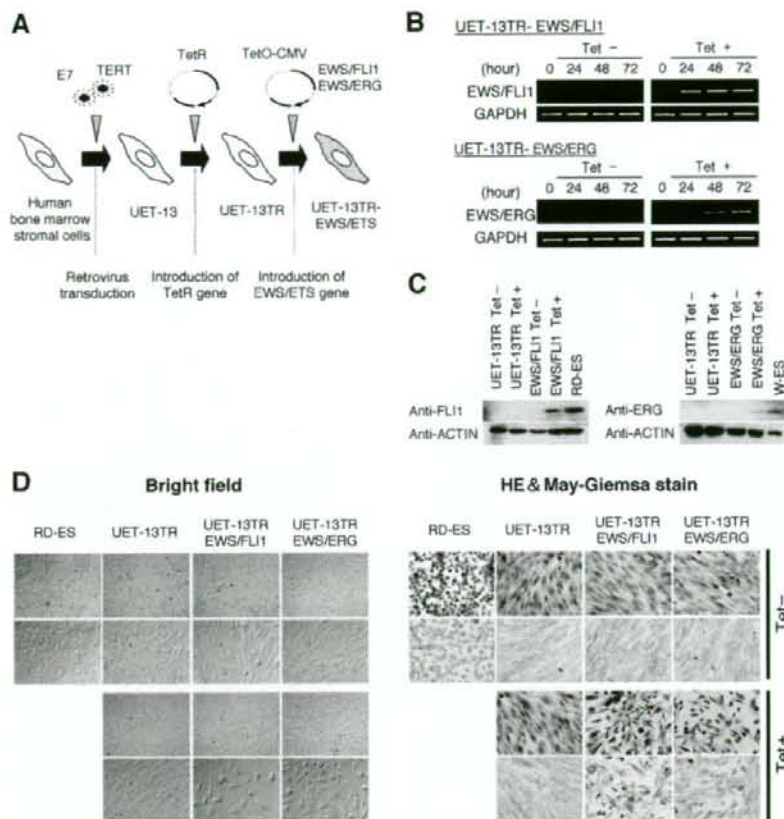 A
E7
TERT
TetR
TetO-CMV
EWS/FLI1
EWS/ERG
Human
bone marrow
stromal cells
UET-13
UET-13TR
UET-13TR-
EWS/ETS
Retrovirus
transduction
Introduction of
TetR gene
Introduction of
EWS/ETS gene
B
UET-13TR- EWS/FLI1
Tet − Tet +
(hour) 0 24 48 72 0 24 48 72
EWS/FLI1
GAPDH
UET-13TR- EWS/ERG
Tet − Tet +
(hour) 0 24 48 72 0 24 48 72
EWS/ERG
GAPDH
C
UET-13TR Tet −
UET-13TR Tet +
EWS/FLI1 Tet −
EWS/FLI1 Tet +
RD-ES
Anti-FLI1
Anti-ACTIN
UET-13TR Tet −
UET-13TR Tet +
EWS/ERG Tet −
EWS/ERG Tet +
W-ES
Anti-ERG
Anti-ACTIN
D
Bright field
RD-ES UET-13TR UET-13TR EWS/FLI1 UET-13TR EWS/ERG
HE & May-Giemsa stain
RD-ES UET-13TR UET-13TR EWS/FLI1 UET-13TR EWS/ERG
Tet−
Tet+